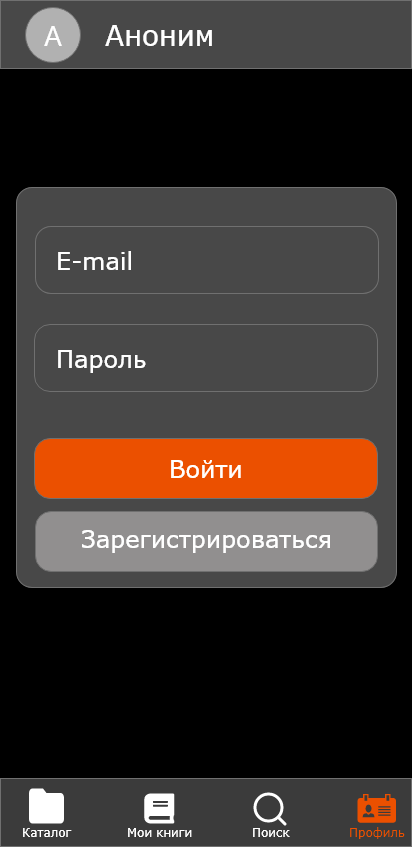 А Аноним
E-mail
Пароль
Войти
Зарегистрироваться
Каталог Мои книги Поиск Профиль